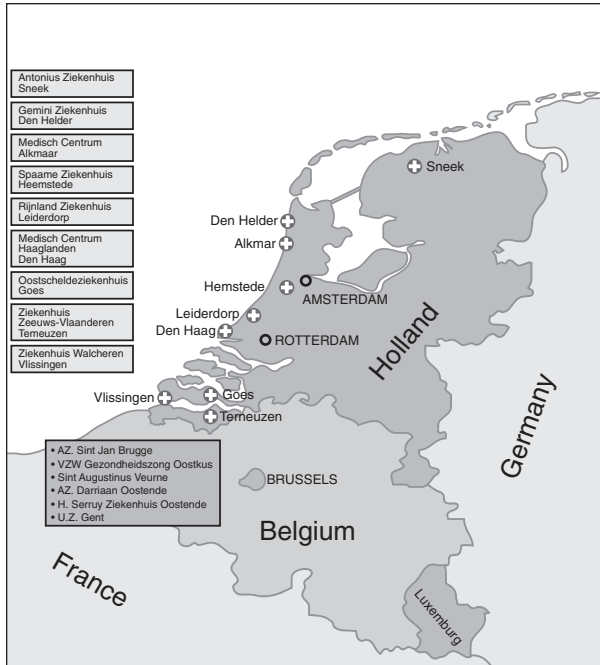 Antonius Ziekenhuis
Sneek
Gemini Ziekenhuis
Den Helder
Medisch Centrum
Alkmaar
Spaarne Ziekenhuis
Heemstede
Rijnland Ziekenhuis
Leiderdorp
Medisch Centrum
Haaglanden
Den Haag
Oostscheldeziekenhuis
Goes
Ziekenhuis
Zeeuws-Vlaanderen
Temeuzen
Ziekenhuis Walcheren
Vlissingen
Sneek
Den Helder
Alkmar
Hemstede
AMSTERDAM
Leiderdorp
Den Haag
ROTTERDAM
Holland
Vlissingen
Goes
Terneuzen
Germany
• AZ. Sint Jan Brugge
• VZW Gezondheidszong Oostkus
• Sint Augustinus Veurne
• AZ. Darriaan Oostende
• H. Serruy Ziekenhuis Oostende
• U.Z. Gent
BRUSSELS
Belgium
France
Luxemburg